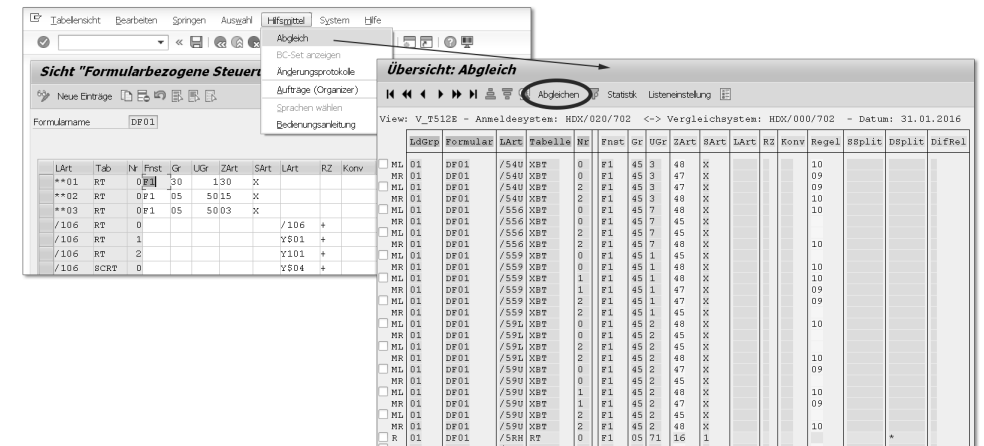 Tabellensicht Bearbeiten Springen Auswahl Hilfsmittel System Hilfe
Abgleich
BC-Set anzeigen
Änderungsprotokolle
Aufträge (Organizer)
Sprachen wählen
Bedienungsanleitung
Sicht "Formularbezogene Steuer
Neue Einträge
Formularname DF01
LArt Tab Nr Fnst Gr UGr ZArt SArt LArt RZ Konv
**01 RT 0 F1 30 1 30 X
**02 RT 0 F1 05 50 15 X
**03 RT 0 F1 05 50 03 X
/106 RT 0 /106 +
/106 RT 1 Y$01 +
/106 RT 2 Y101 +
/106 SCRT 0 Y$04 +
Übersicht: Abgleich
Abgleichen Statistik Listeneinstellung
View: V_T512E - Anmeldesystem: HDX/020/702 <-> Vergleichsystem: HDX/000/702 - Datum: 31.01.2016
LdGrp Formular LArt Tabelle Nr Fnst Gr UGr ZArt SArt LArt RZ Konv Regel SSplit DSplit DifRel
ML 01 DF01 /54U XBT 0 F1 45 3 48 X 10
MR 01 DF01 /54U XBT 0 F1 45 3 47 X 09
ML 01 DF01 /54U XBT 2 F1 45 3 47 X 09
MR 01 DF01 /54U XBT 2 F1 45 3 48 X 10
ML 01 DF01 /556 XBT 0 F1 45 7 48 X 10
MR 01 DF01 /556 XBT 0 F1 45 7 45 X
ML 01 DF01 /556 XBT 2 F1 45 7 45 X
MR 01 DF01 /556 XBT 2 F1 45 7 48 X 10
ML 01 DF01 /559 XBT 0 F1 45 1 45 X
MR 01 DF01 /559 XBT 0 F1 45 1 48 X 10
ML 01 DF01 /559 XBT 1 F1 45 1 48 X 10
MR 01 DF01 /559 XBT 1 F1 45 1 47 X 09
ML 01 DF01 /559 XBT 2 F1 45 1 47 X 09
MR 01 DF01 /559 XBT 2 F1 45 1 45 X
ML 01 DF01 /59L XBT 0 F1 45 2 48 X 10
MR 01 DF01 /59L XBT 0 F1 45 2 45 X
ML 01 DF01 /59L XBT 2 F1 45 2 45 X
MR 01 DF01 /59L XBT 2 F1 45 2 48 X 10
ML 01 DF01 /59U XBT 0 F1 45 2 47 X 09
MR 01 DF01 /59U XBT 0 F1 45 2 45 X
ML 01 DF01 /59U XBT 1 F1 45 2 48 X 10
MR 01 DF01 /59U XBT 1 F1 45 2 47 X 09
ML 01 DF01 /59U XBT 2 F1 45 2 45 X
MR 01 DF01 /59U XBT 2 F1 45 2 48 X 10
R 01 DF01 /5RH RT 0 F1 05 71 16 1 *